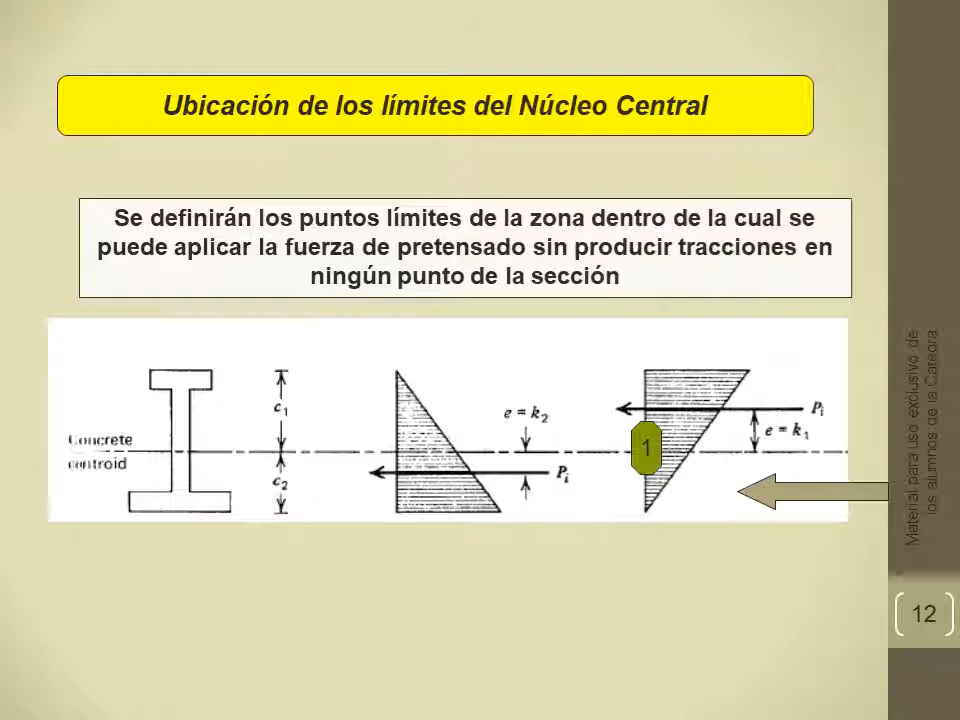 Ubicación de los límites del Núcleo Central
Se definirán los puntos límites de la zona dentro de la cual se
puede aplicar la fuerza de pretensado sin producir tracciones en
ningún punto de la sección
Concrete
centroid
c₁
c₂
e = k₂
Pᵢ
1
Pᵢ
e = k₁
Material para uso exclusivo de
los alumnos de la Catedra
12